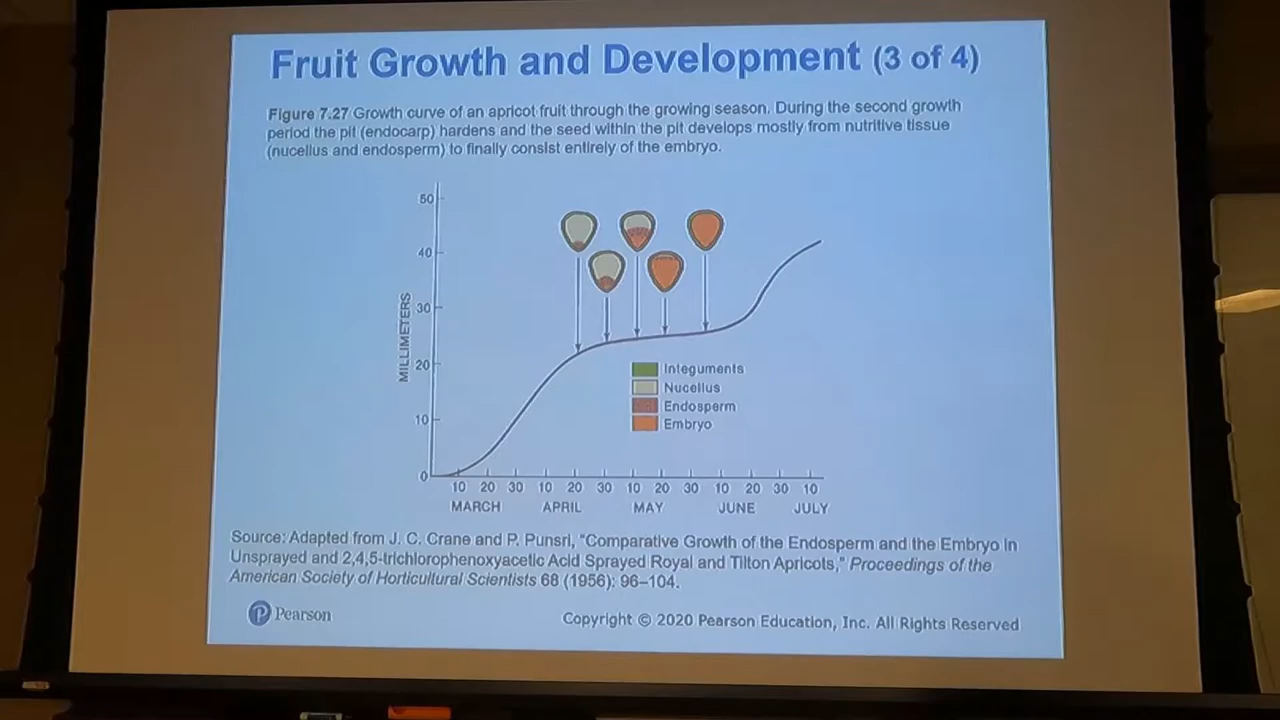 Fruit Growth and Development (3 of 4)
Figure 7.27 Growth curve of an apricot fruit through the growing season. During the second growth
period the pit (endocarp) hardens and the seed within the pit develops mostly from nutritive tissue
(nucellus and endosperm) to finally consist entirely of the embryo.
50
40
30
20
10
0
MILLIMETERS
Integuments
Nucellus
Endosperm
Embryo
10 20 30 10 20 30 10 20 30 10 20 30 10
MARCH APRIL MAY JUNE JULY
Source: Adapted from J. C. Crane and P. Punsri, "Comparative Growth of the Endosperm and the Embryo in
Unsprayed and 2,4,5-trichlorophenoxyacetic Acid Sprayed Royal and Tilton Apricots," Proceedings of the
American Society of Horticultural Scientists 68 (1956): 96–104.
P Pearson
Copyright © 2020 Pearson Education, Inc. All Rights Reserved